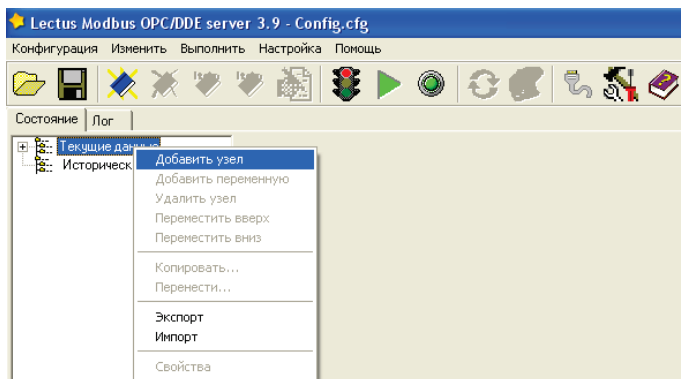 Lectus Modbus OPC/DDE server 3.9 - Config.cfg
Конфигурация Изменить Выполнить Настройка Помощь
Состояние Лог
Текущие данные
Историческ
Добавить узел
Добавить переменную
Удалить узел
Переместить вверх
Переместить вниз
Копировать...
Перенести...
Экспорт
Импорт
Свойства